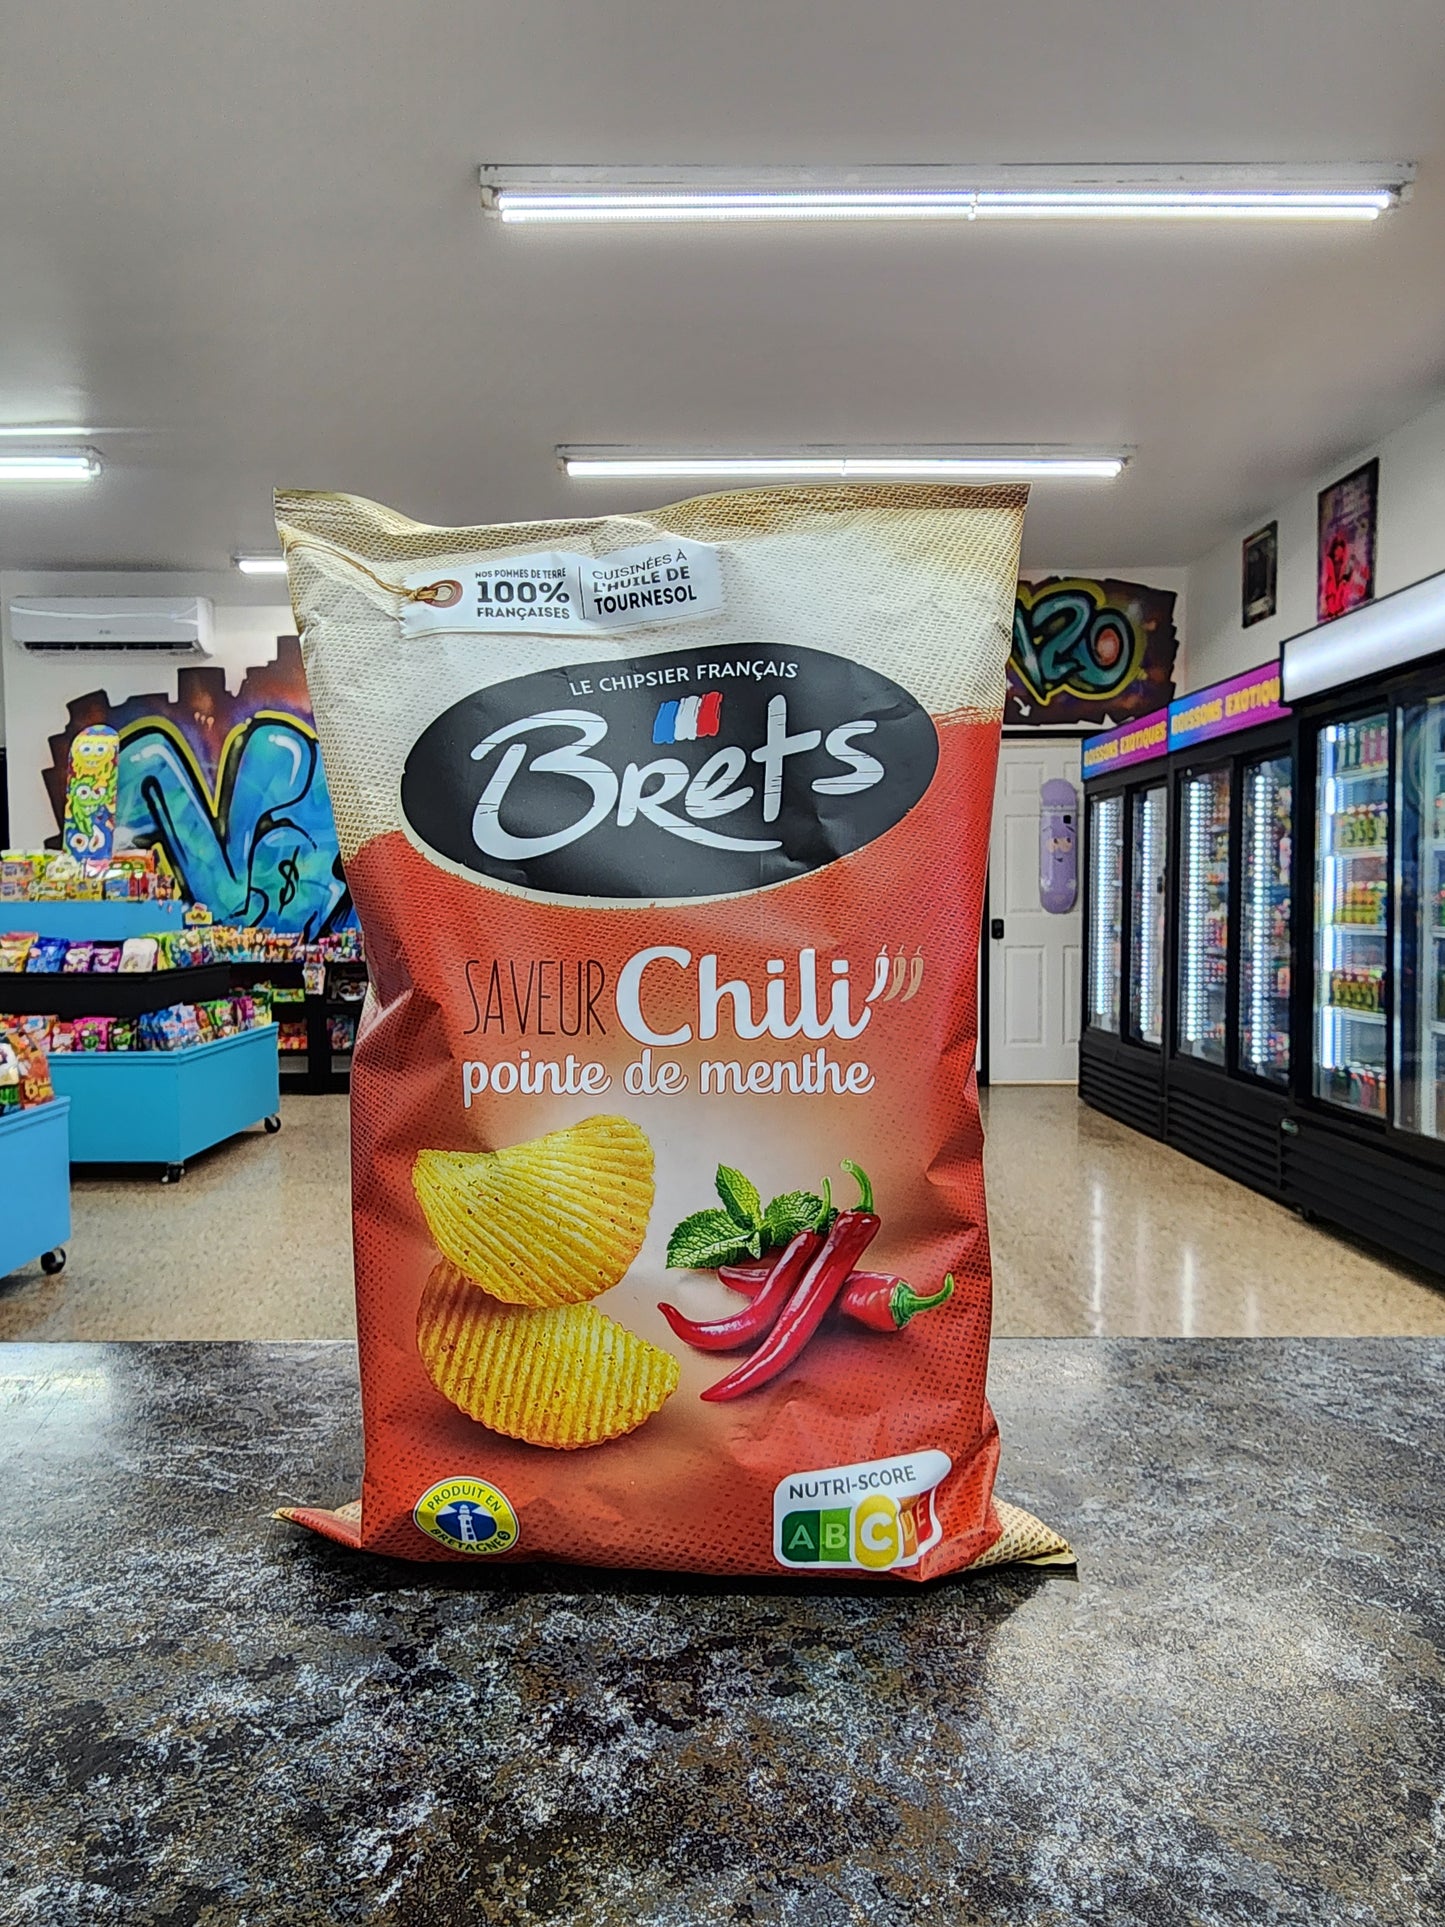 NOS POMMES DE TERRE
100%
FRANÇAISES
CUISINÉES À
L'HUILE DE
TOURNESOL
LE CHIPSIER FRANÇAIS
Brets
SAVEUR Chili
pointe de menthe
PRODUIT EN
BRETAGNE
NUTRI-SCORE
A B C D E
BOISSONS EXOTIQUES
BOISSONS EXOTIQU